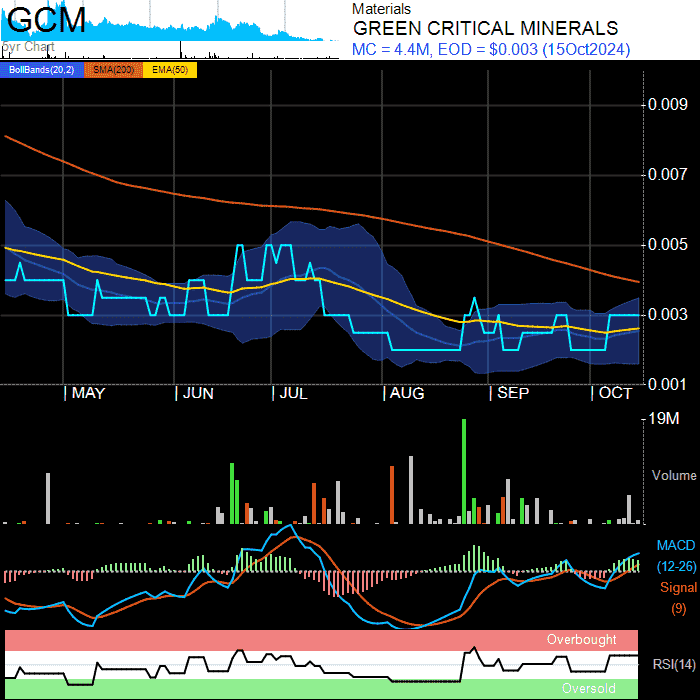 GCM
Materials
GREEN CRITICAL MINERALS
MC = 4.4M, EOD = $0.003 (15Oct2024)
Chart
BollBands(20,2) SMA(200) EMA(50)
0.009
0.007
0.005
0.003
0.001
MAY JUN JUL AUG SEP OCT
19M
Volume
MACD
(12-26)
Signal
(9)
Overbought
RSI(14)
Oversold